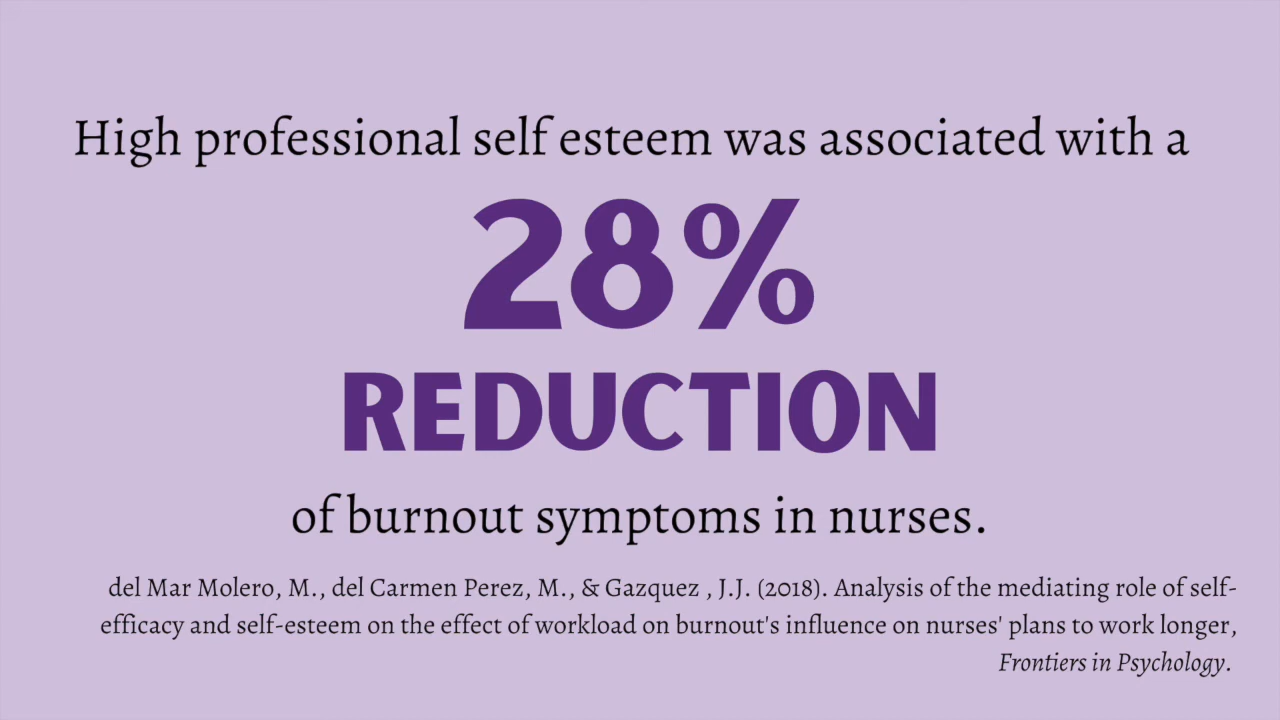 High professional self esteem was associated with a
28%
REDUCTION
of burnout symptoms in nurses.
del Mar Molero, M., del Carmen Perez, M., & Gazquez , J.J. (2018). Analysis of the mediating role of self-
efficacy and self-esteem on the effect of workload on burnout's influence on nurses' plans to work longer,
Frontiers in Psychology.